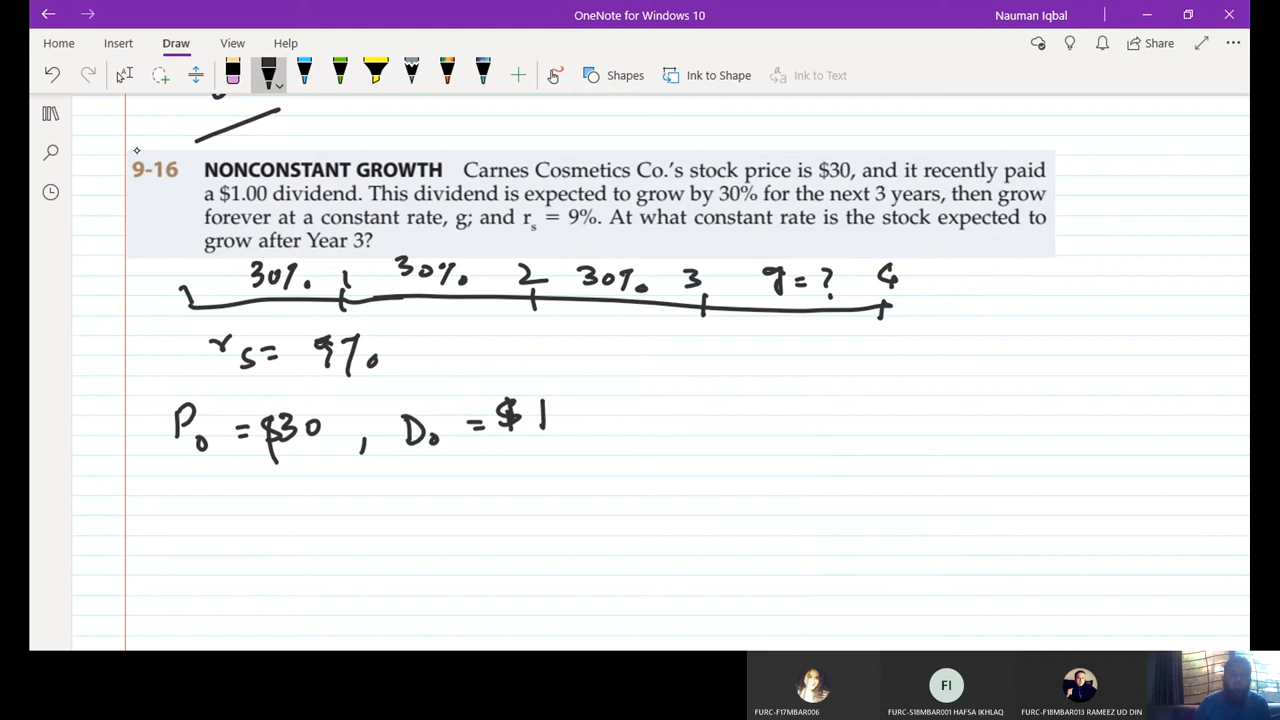 OneNote for Windows 10
Nauman Iqbal
Home Insert Draw View Help
Share
Shapes Ink to Shape Ink to Text
9-16 NONCONSTANT GROWTH Carnes Cosmetics Co.'s stock price is $30, and it recently paid
a $1.00 dividend. This dividend is expected to grow by 30% for the next 3 years, then grow
forever at a constant rate, g; and rs = 9%. At what constant rate is the stock expected to
grow after Year 3?
30% 1 30% 2 30% 3 g = ? 4
rs = 9%
P0 = $30 , D0 = $1
FI
FURC-F17MBAR006 FURC-S18MBAR001 HAFSA IKHLAQ FURC-F18MBAR013 RAMEEZ UD DIN